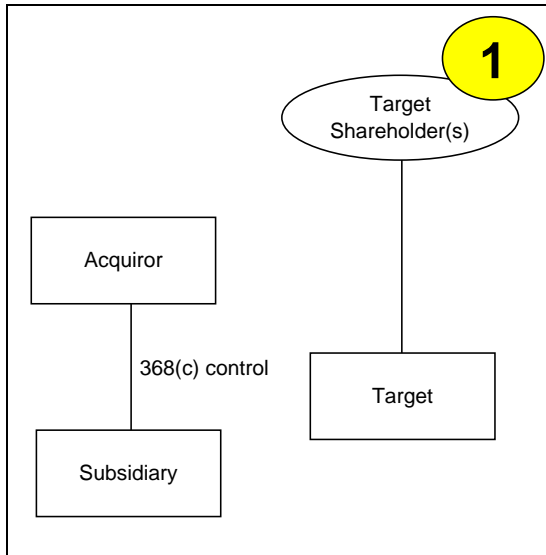 1
Target
Shareholder(s)
Acquiror
368(c) control
Target
Subsidiary